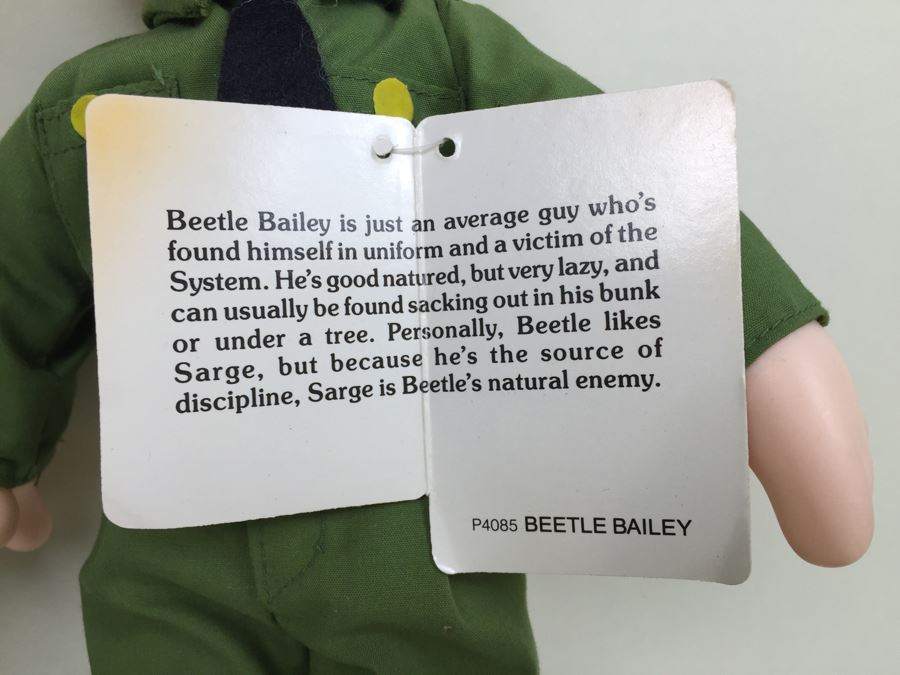 Beetle Bailey is just an average guy who's
found himself in uniform and a victim of the
System. He's good natured, but very lazy, and
can usually be found sacking out in his bunk
or under a tree. Personally, Beetle likes
Sarge, but because he's the source of
discipline, Sarge is Beetle's natural enemy.
P4085 BEETLE BAILEY